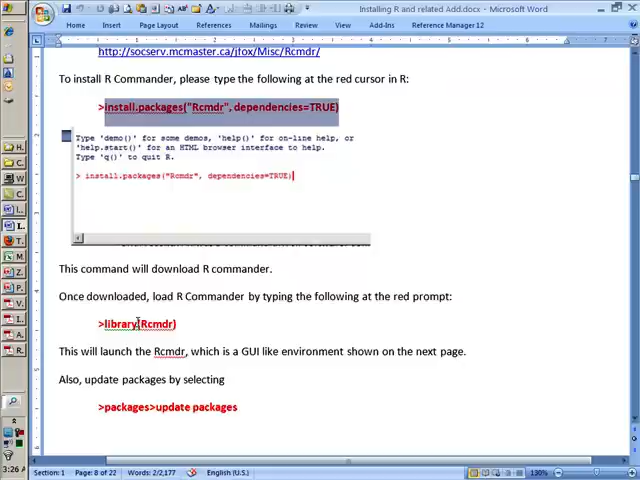 Installing R and related Add.docx - Microsoft Word
Home
Insert
Page Layout
References
Mailings
Review
View
Add-Ins
Reference Manager 12
http://socserv.mcmaster.ca/jfox/Misc/Rcmdr/
To install R Commander, please type the following at the red cursor in R:
>install.packages("Rcmdr", dependencies=TRUE)
Type 'demo()' for some demos, 'help()' for on-line help, or
'help.start()' for an HTML browser interface to help.
Type 'q()' to quit R.
> install.packages("Rcmdr", dependencies=TRUE)
This command will download R commander.
Once downloaded, load R Commander by typing the following at the red prompt:
>library(Rcmdr)
This will launch the Rcmdr, which is a GUI like environment shown on the next page.
Also, update packages by selecting
>packages>update packages
H.
C.
W
C.
I...
I...
T.
M.
Z.
P.
V.
I.
A.
R.
3:26 A
Section: 1
Page: 8 of 22
Words: 2/2,177
English (U.S.)
130%